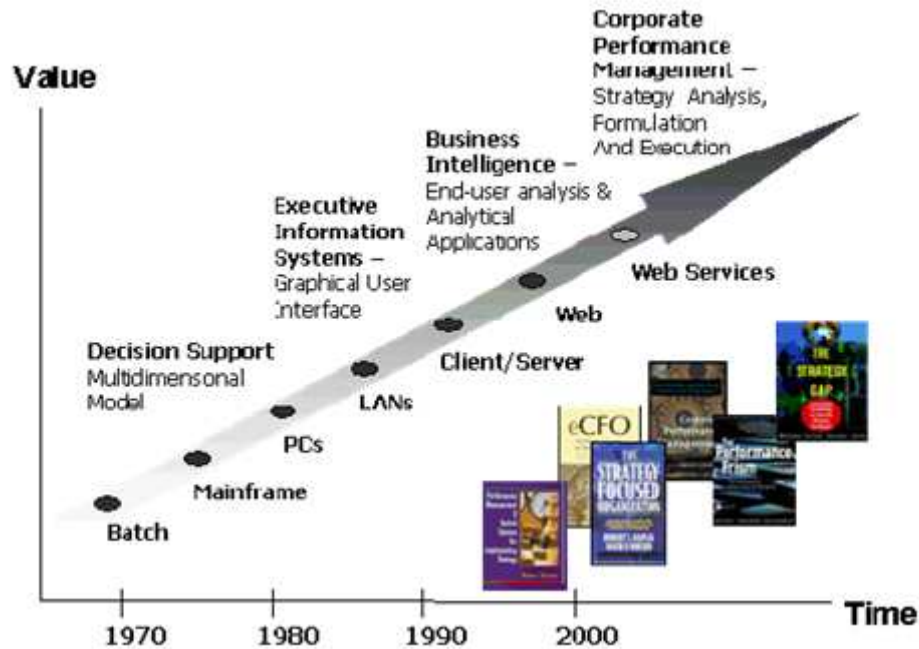 Corporate
Performance
Management –
Strategy Analysis,
Formulation
And Execution
Value
Business
Intelligence –
End-user analysis &
Analytical
Applications
Executive
Information
Systems –
Graphical User
Interface
Decision Support
Multidimensonal
Model
Web Services
Web
Client/Server
LANs
PCs
Mainframe
Batch
THE
STRATEGY
GAP
eCFO
Performance
THE
STRATEGY
FOCUSED
ORGANIZATION
Performance
Prism
Time
1970
1980
1990
2000